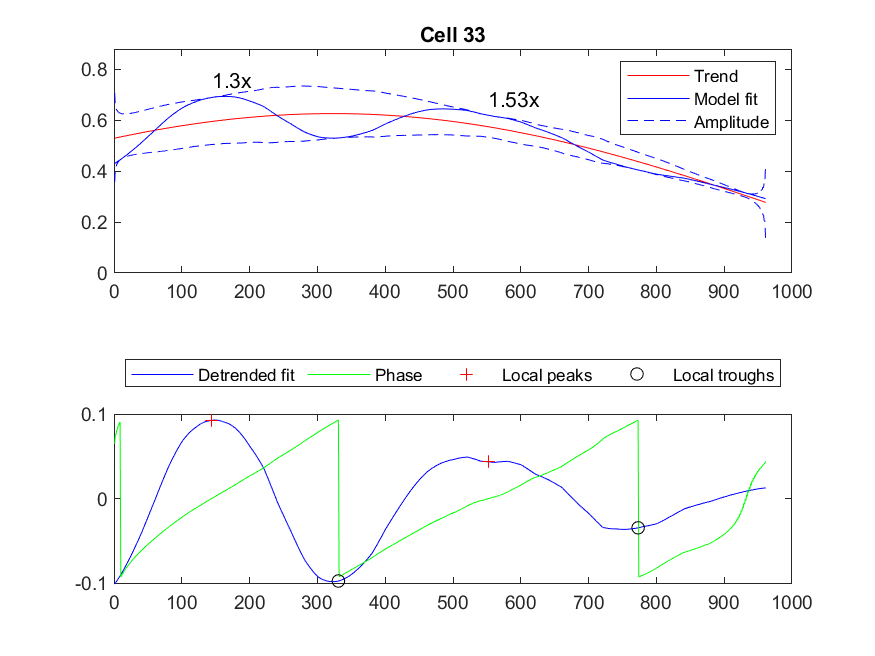 Cell 33
0.8
0.6
0.4
0.2
0
1.3x
1.53x
Trend
Model fit
Amplitude
0 100 200 300 400 500 600 700 800 900 1000
Detrended fit Phase Local peaks Local troughs
0.1
0
-0.1
0 100 200 300 400 500 600 700 800 900 1000